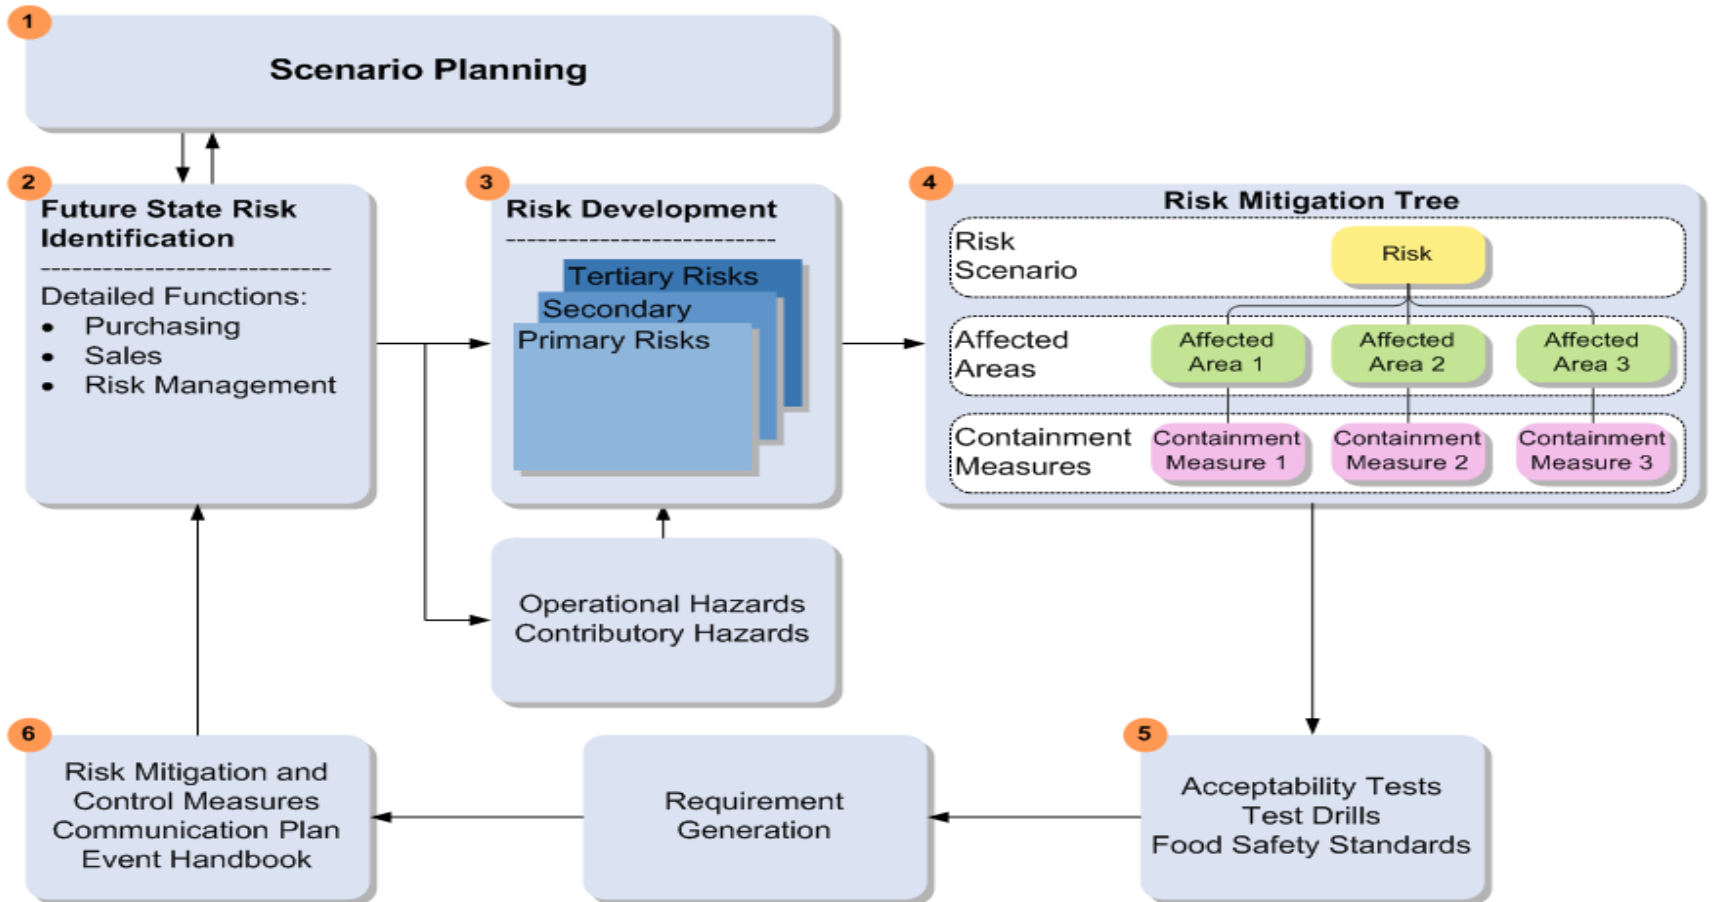 1
Scenario Planning
2
Future State Risk
Identification
----------------------------
Detailed Functions:
• Purchasing
• Sales
• Risk Management
3
Risk Development
--------------------------
Tertiary Risks
Secondary
Primary Risks
Operational Hazards
Contributory Hazards
4
Risk Mitigation Tree
Risk
Scenario
Risk
Affected
Areas
Affected
Area 1
Affected
Area 2
Affected
Area 3
Containment
Measures
Containment
Measure 1
Containment
Measure 2
Containment
Measure 3
5
Acceptability Tests
Test Drills
Food Safety Standards
Requirement
Generation
6
Risk Mitigation and
Control Measures
Communication Plan
Event Handbook